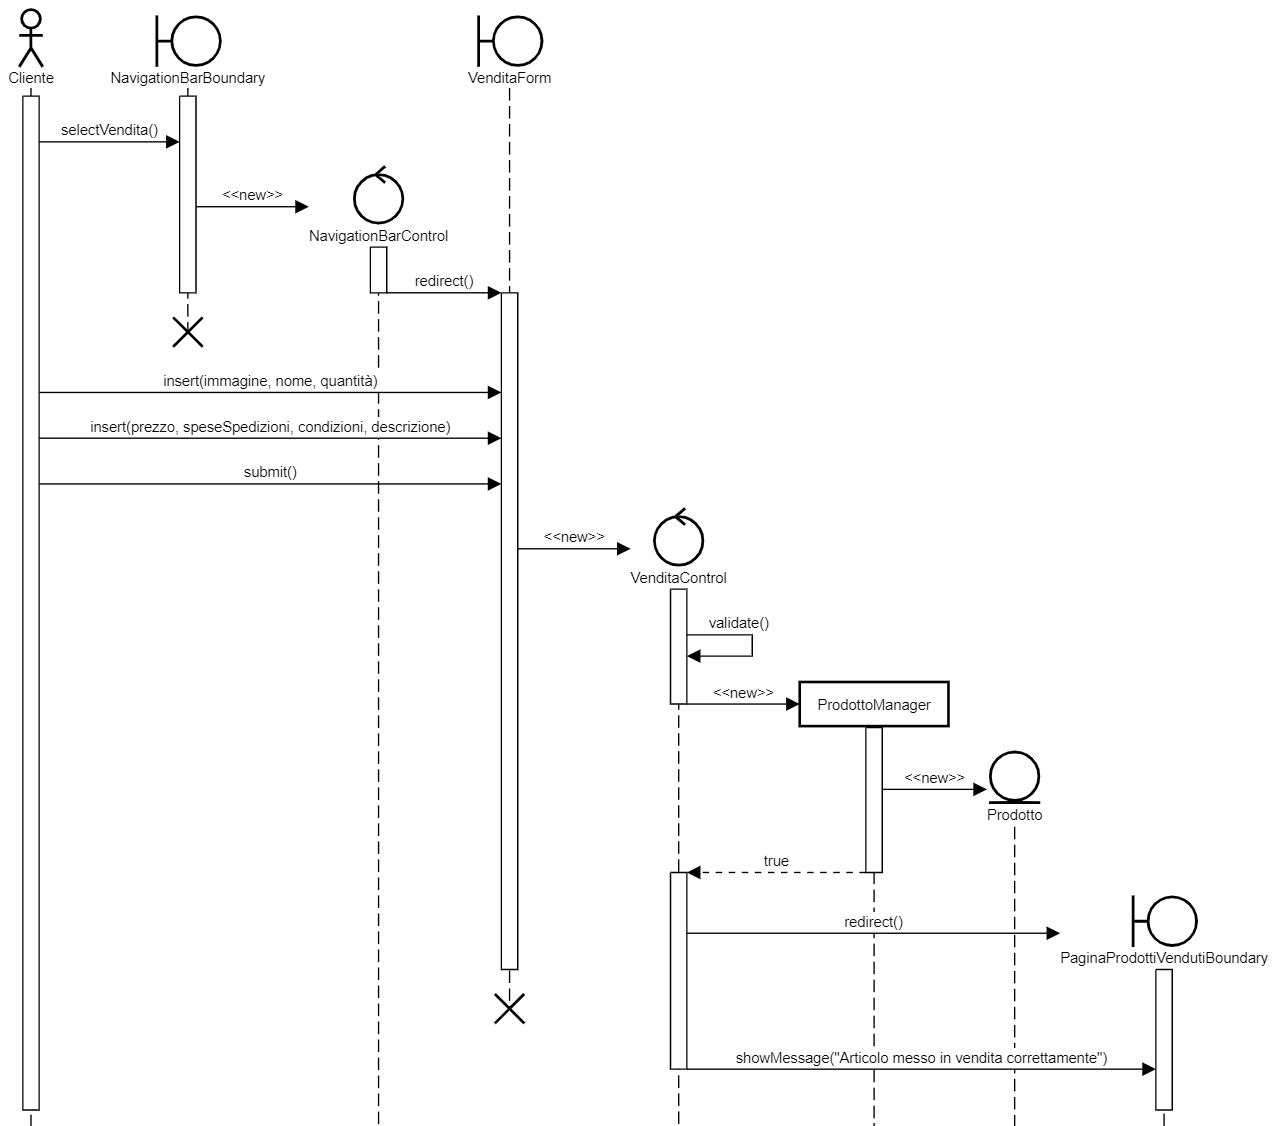 Cliente
NavigationBarBoundary
VenditaForm
selectVendita()
<<new>>
NavigationBarControl
redirect()
insert(immagine, nome, quantità)
insert(prezzo, speseSpedizioni, condizioni, descrizione)
submit()
<<new>>
VenditaControl
validate()
<<new>>
ProdottoManager
<<new>>
Prodotto
true
redirect()
PaginaProdottiVendutiBoundary
showMessage("Articolo messo in vendita correttamente")